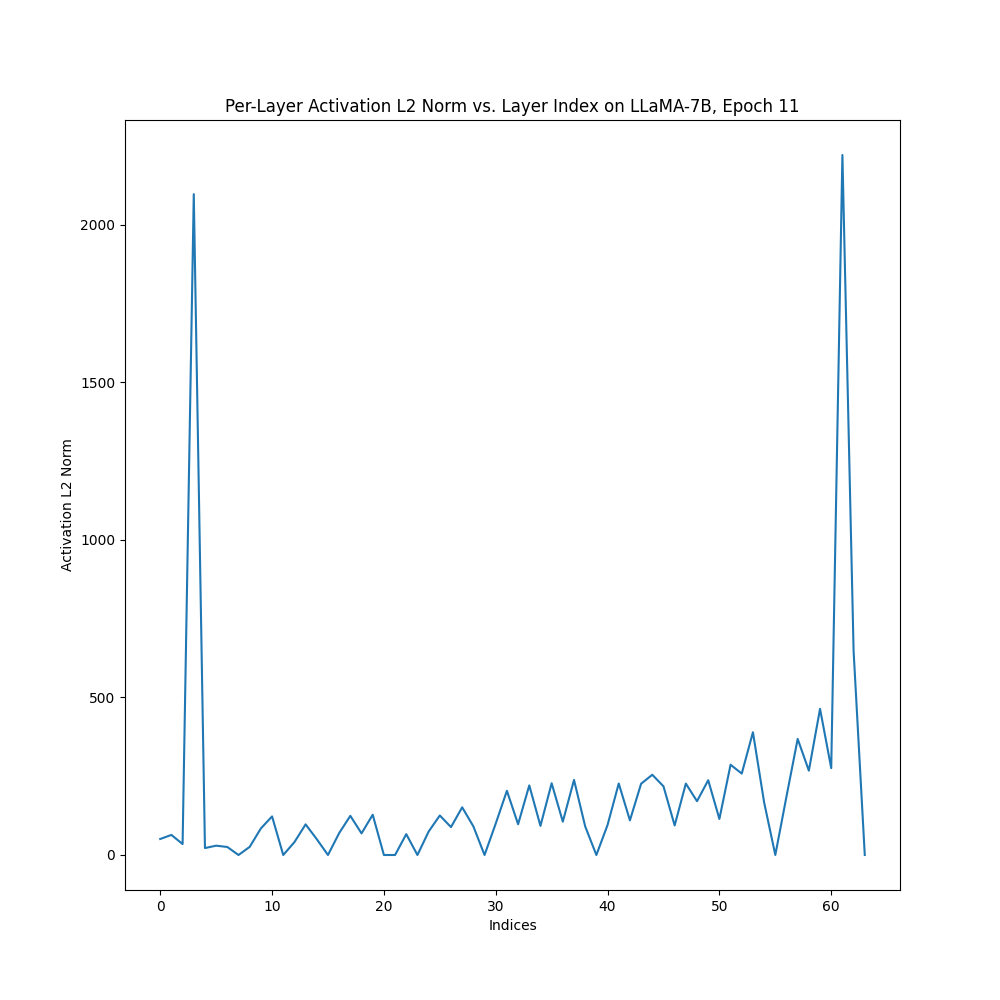 Per-Layer Activation L2 Norm vs. Layer Index on LLaMA-7B, Epoch 11
2000
1500
1000
500
0
Activation L2 Norm
0 10 20 30 40 50 60
Indices